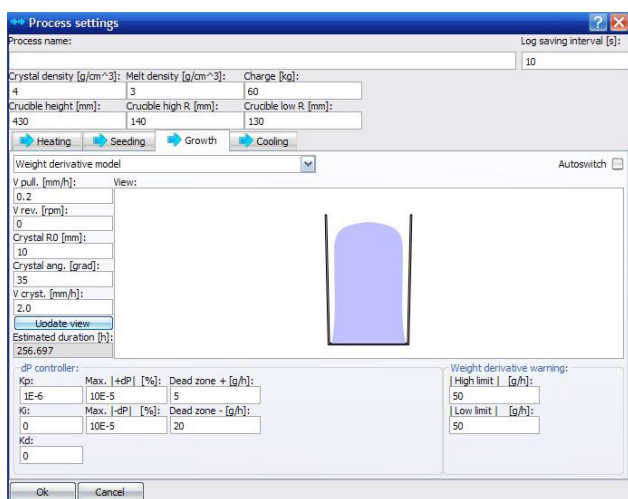 Process settings
Process name: Log saving interval [s]:
10
Crystal density [g/cm^3]: Melt density [g/cm^3]: Charge [kg]:
4 3 60
Crucible height [mm]: Crucible high R [mm]: Crucible low R [mm]:
430 140 130
Heating Seeding Growth Cooling
Weight derivative model Autoswitch
V pull. [mm/h]: View:
0.2
V rev. [rpm]:
0
Crystal R0 [mm]:
10
Crystal ang. [grad]:
35
V cryst. [mm/h]:
2.0
Update view
Estimated duration [h]:
256.697
dP controller: Weight derivative warning:
Kp: Max. |+dP| [%]: Dead zone + [g/h]: | High limit | [g/h]:
1E-6 10E-5 5 50
Ki: Max. |-dP| [%]: Dead zone - [g/h]: | Low limit | [g/h]:
0 10E-5 20 50
Kd:
0
Ok Cancel